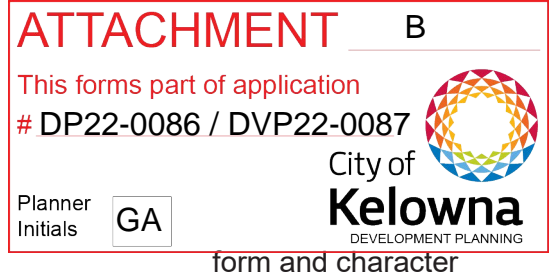 ATTACHMENT B
This forms part of application
# DP22-0086 / DVP22-0087
City of
Kelowna
DEVELOPMENT PLANNING
Planner
Initials GA
form and character